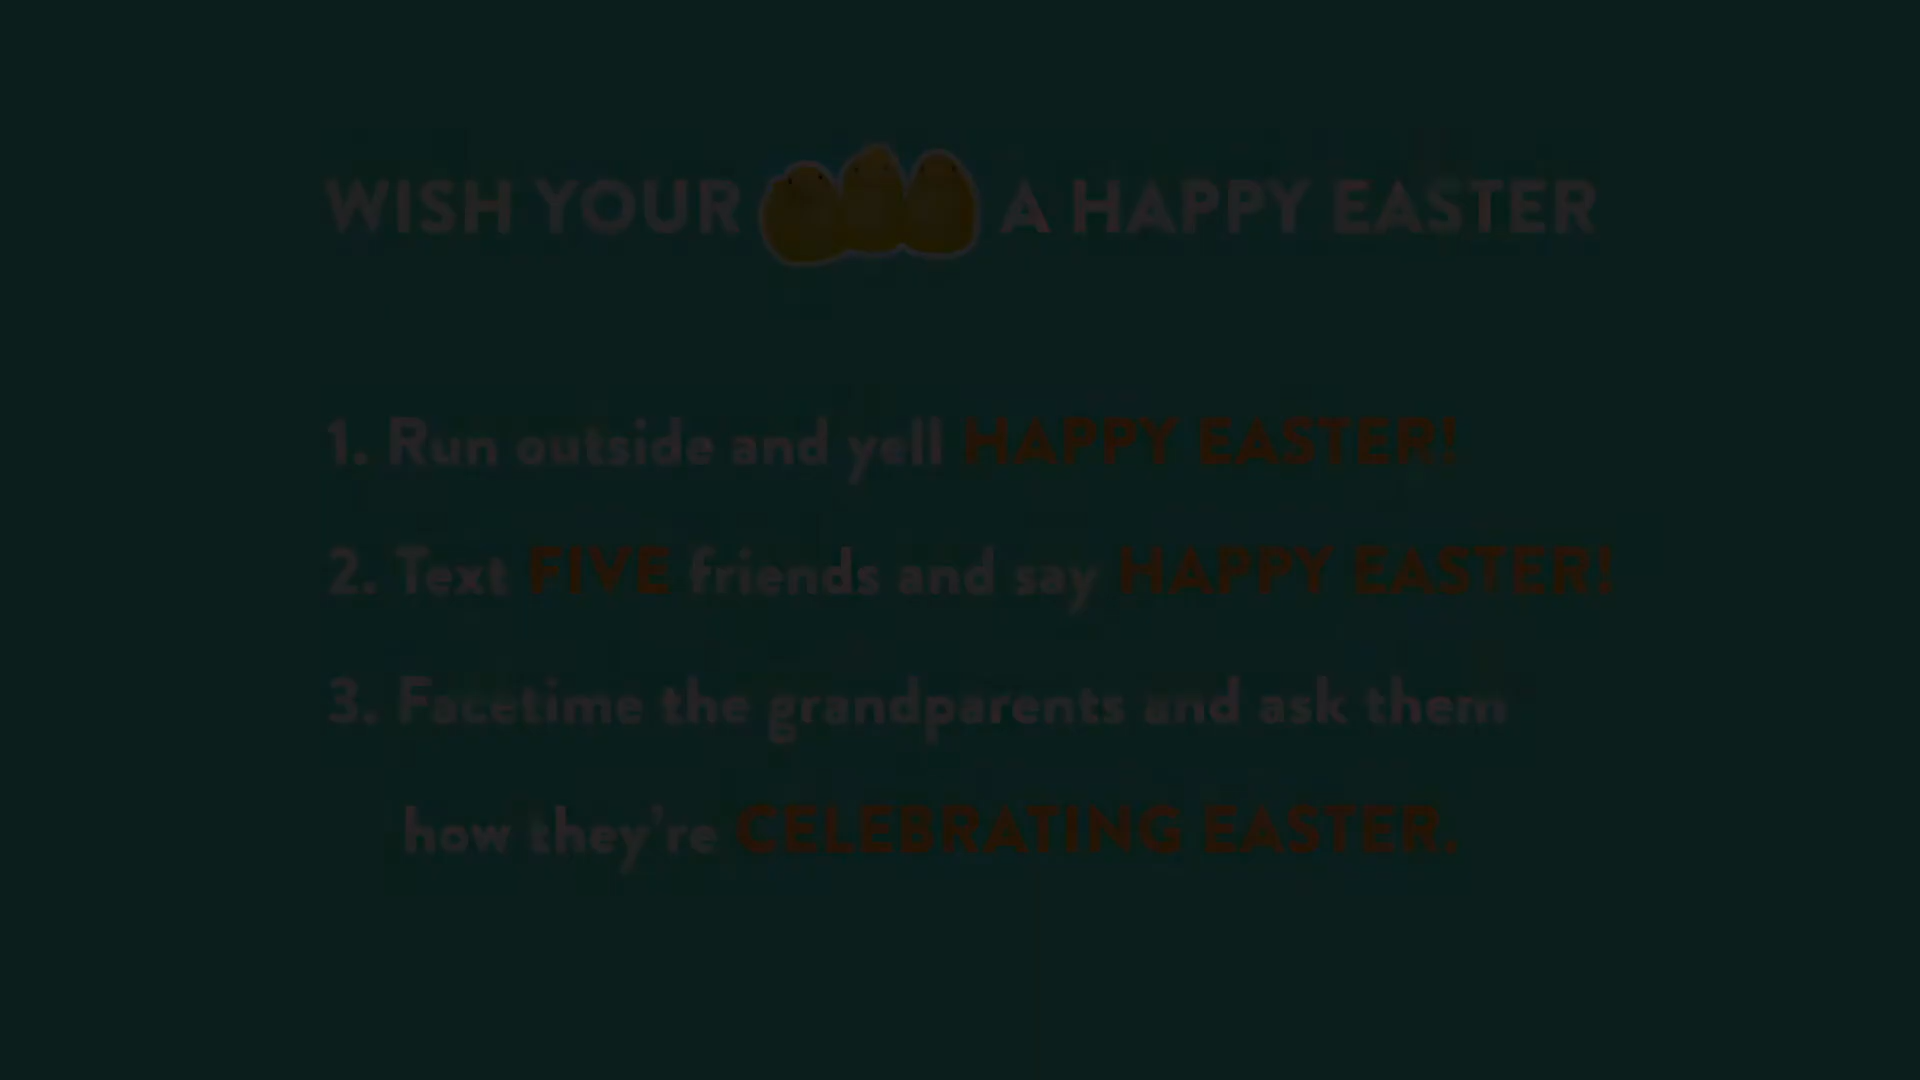 WISH YOUR A HAPPY EASTER
1. Run outside and yell HAPPY EASTER!
2. Text FIVE friends and say HAPPY EASTER!
3. Facetime the grandparents and ask them
how they're CELEBRATING EASTER.